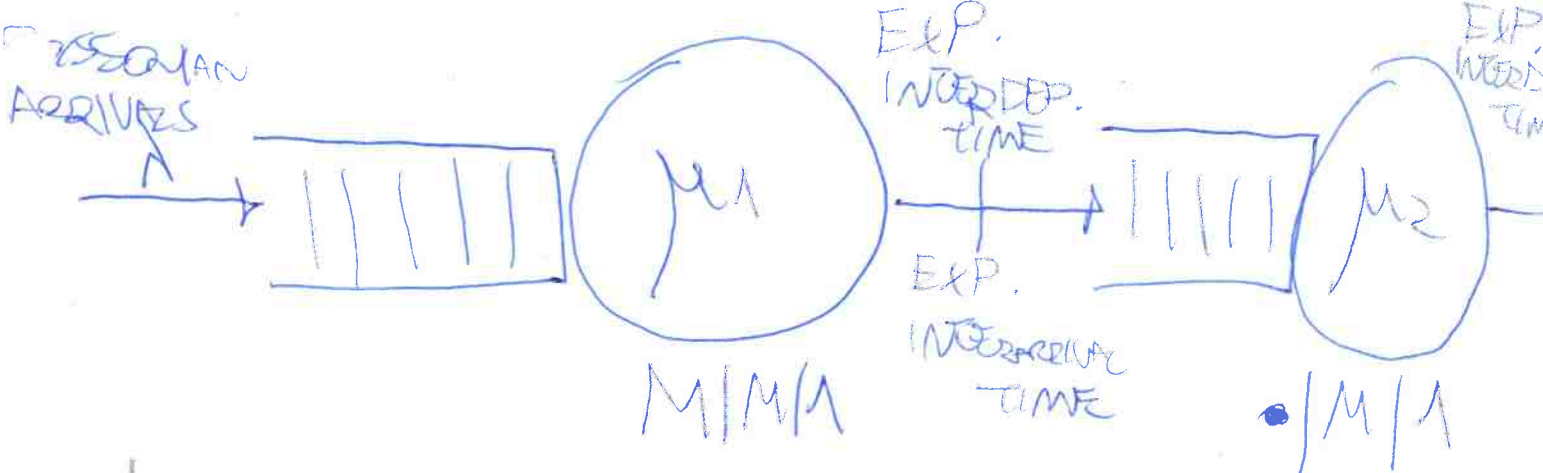 ARRIVES
μ1
M/M/1
EXP.
INTERDEP.
TIME
EXP.
INTERARRIVAL
TIME
μ2
•/M/1
EXP.